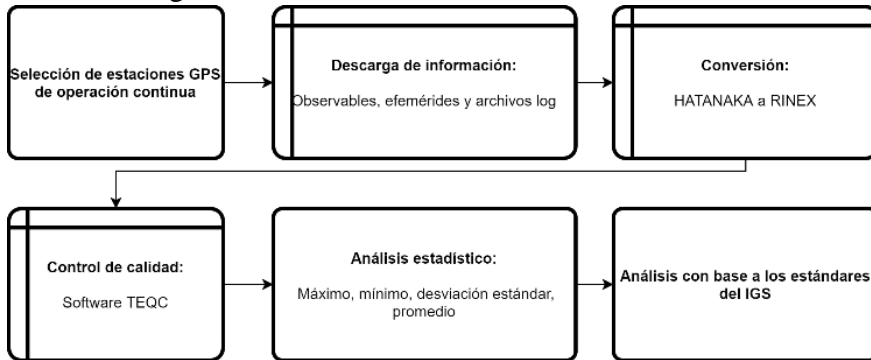 Selección de estaciones GPS
de operación continua
Descarga de información:
Observables, efemérides y archivos log
Conversión:
HATANAKA a RINEX
Control de calidad:
Software TEQC
Análisis estadístico:
Máximo, mínimo, desviación estándar,
promedio
Análisis con base a los estándares
del IGS